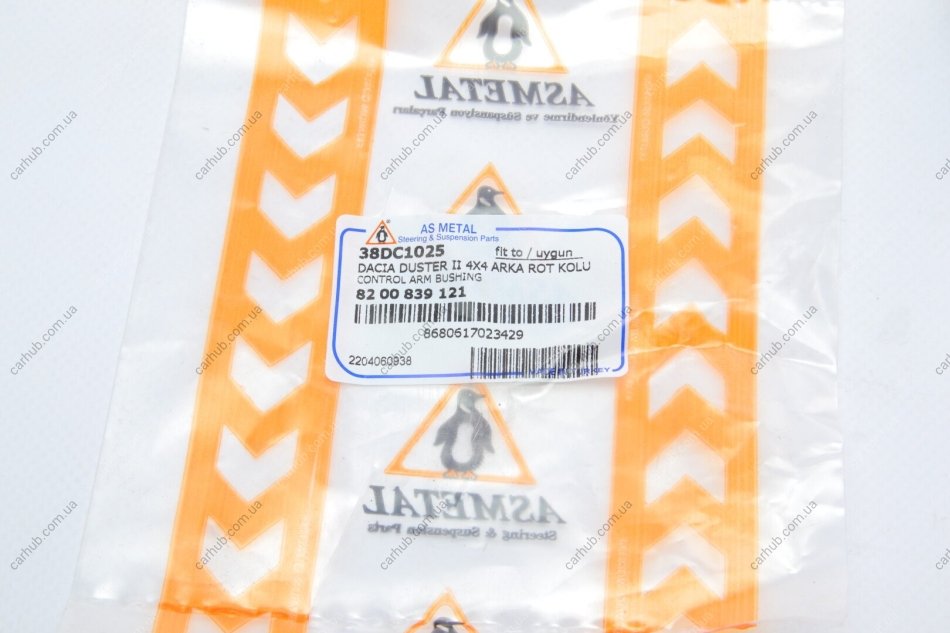 ASMETAL
Yönlendirme ve Süspansiyon Parçaları
AS METAL
Steering & Suspension Parts
38DC1025 fit to / uygun
DACIA DUSTER II 4X4 ARKA ROT KOLU
CONTROL ARM BUSHING
82 00 839 121
8680617023429
2204060938
ASMETAL
Steering & Suspension Parts
carhub.com.ua